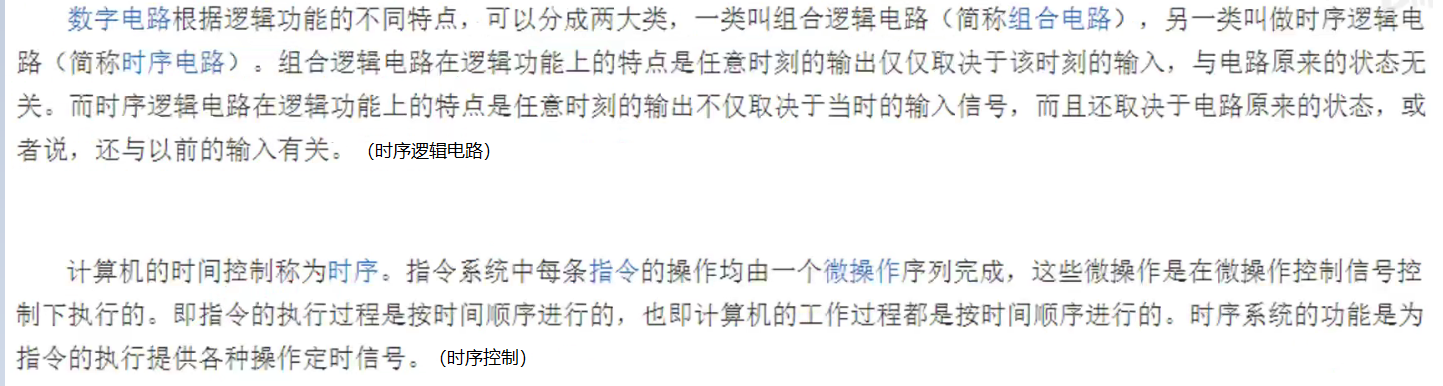 数字电路根据逻辑功能的不同特点，可以分成两大类，一类叫组合逻辑电路（简称组合电路），另一类叫做时序逻辑电
路（简称时序电路）。组合逻辑电路在逻辑功能上的特点是任意时刻的输出仅仅取决于该时刻的输入，与电路原来的状态无
关。而时序逻辑电路在逻辑功能上的特点是任意时刻的输出不仅取决于当时的输入信号，而且还取决于电路原来的状态，或
者说，还与以前的输入有关。（时序逻辑电路）
计算机的时间控制称为时序。指令系统中每条指令的操作均由一个微操作序列完成，这些微操作是在微操作控制信号控
制下执行的。即指令的执行过程是按时间顺序进行的，也即计算机的工作过程都是按时间顺序进行的。时序系统的功能是为
指令的执行提供各种操作定时信号。（时序控制）